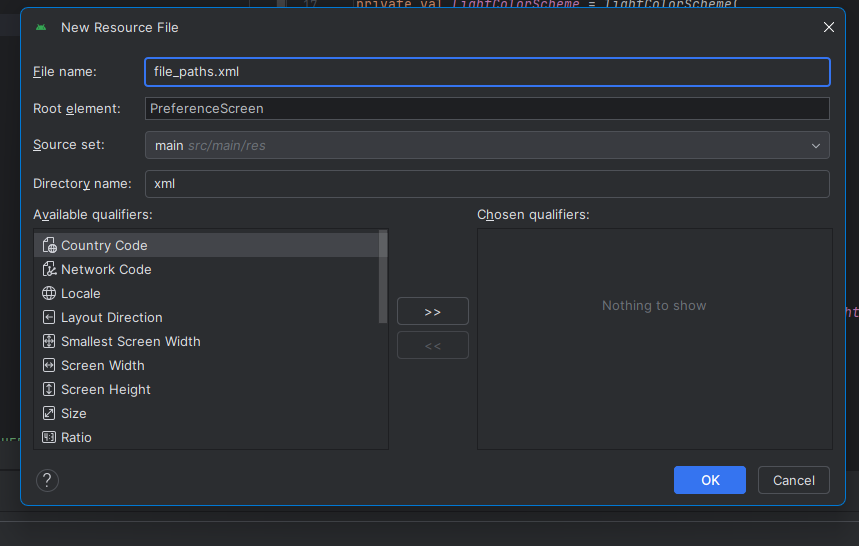 17 private val lightColorScheme = lightColorScheme(
New Resource File
File name: file_paths.xml
Root element: PreferenceScreen
Source set: main src/main/res
Directory name: xml
Available qualifiers:
Chosen qualifiers:
Country Code
Network Code
Locale
Layout Direction
Smallest Screen Width
Screen Width
Screen Height
Size
Ratio
>>
<<
Nothing to show
ht
?
OK
Cancel